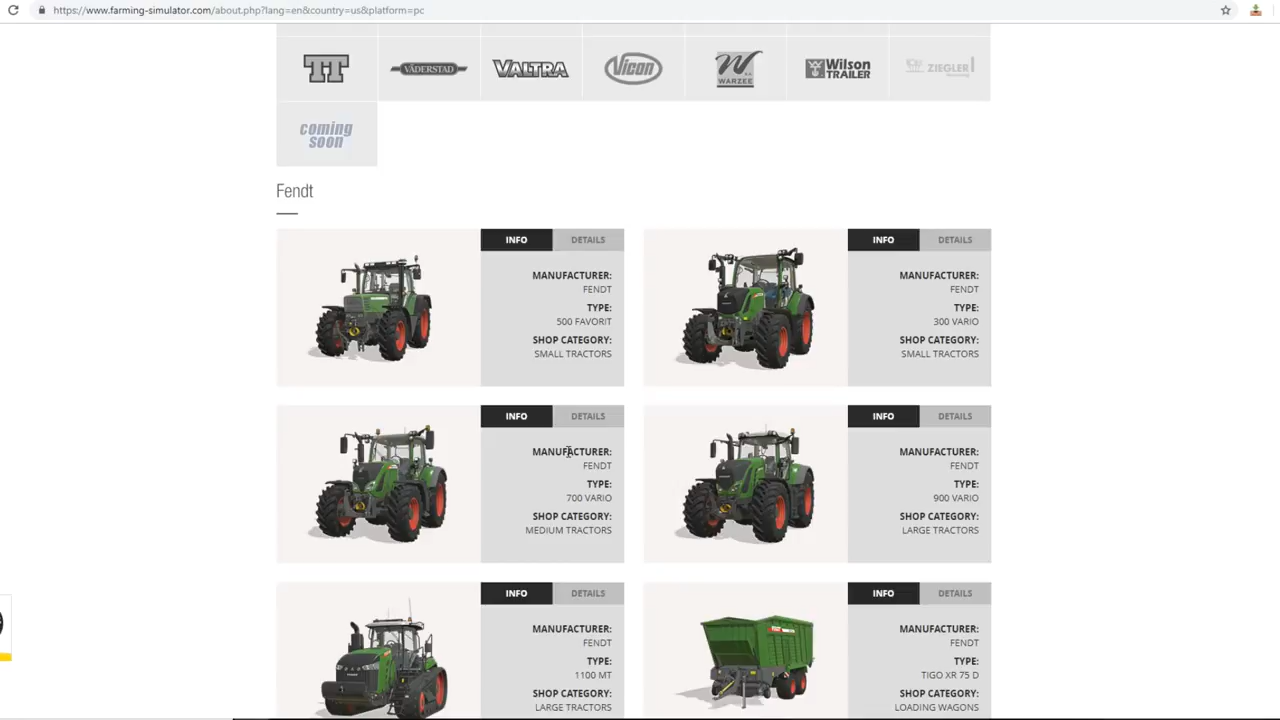 https://www.farming-simulator.com/about.php?lang=en&country=us&platform=pc
TT
VÄDERSTAD
VALTRA
Vicon
W
WARZEE
Wilson
TRAILER
ZIEGLER
coming
soon
Fendt
INFO
DETAILS
MANUFACTURER:
FENDT
TYPE:
500 FAVORIT
SHOP CATEGORY:
SMALL TRACTORS
INFO
DETAILS
MANUFACTURER:
FENDT
TYPE:
300 VARIO
SHOP CATEGORY:
SMALL TRACTORS
INFO
DETAILS
MANUFACTURER:
FENDT
TYPE:
700 VARIO
SHOP CATEGORY:
MEDIUM TRACTORS
INFO
DETAILS
MANUFACTURER:
FENDT
TYPE:
900 VARIO
SHOP CATEGORY:
LARGE TRACTORS
INFO
DETAILS
MANUFACTURER:
FENDT
TYPE:
1100 MT
SHOP CATEGORY:
LARGE TRACTORS
INFO
DETAILS
MANUFACTURER:
FENDT
TYPE:
TIGO XR 75 D
SHOP CATEGORY:
LOADING WAGONS